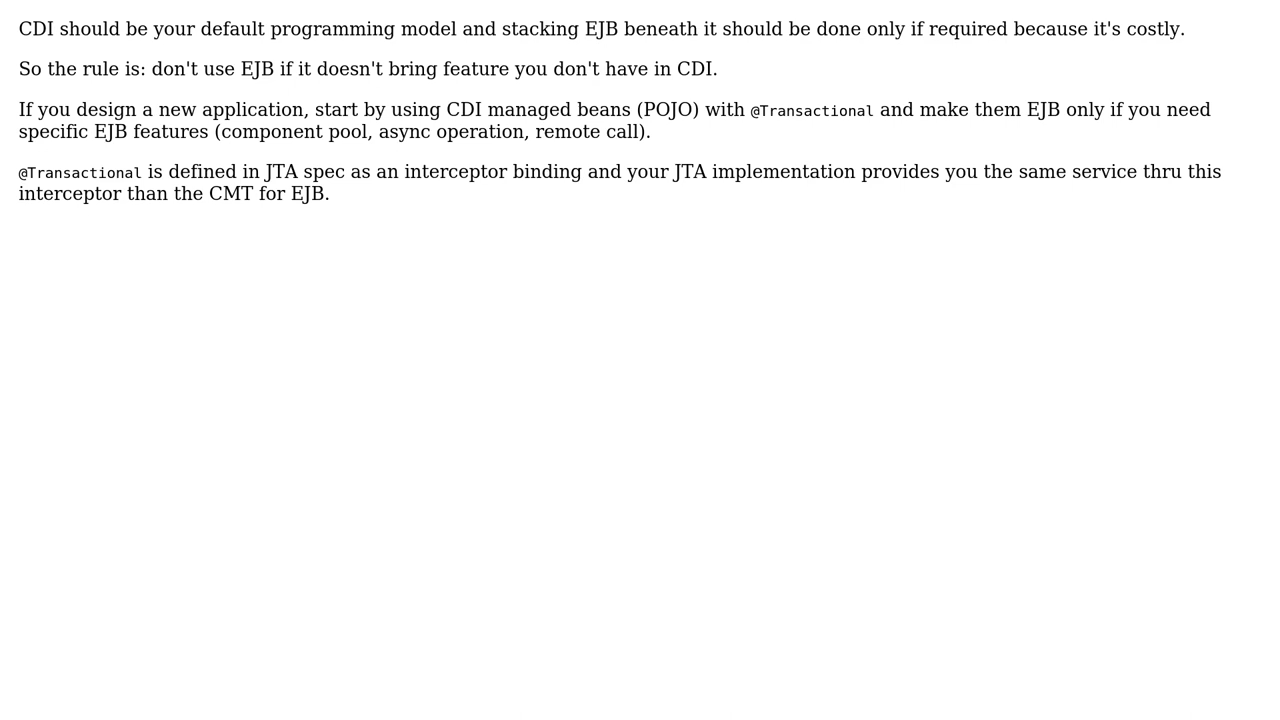 CDI should be your default programming model and stacking EJB beneath it should be done only if required because it's costly.
So the rule is: don't use EJB if it doesn't bring feature you don't have in CDI.
If you design a new application, start by using CDI managed beans (POJO) with @Transactional and make them EJB only if you need
specific EJB features (component pool, async operation, remote call).
@Transactional is defined in JTA spec as an interceptor binding and your JTA implementation provides you the same service thru this
interceptor than the CMT for EJB.